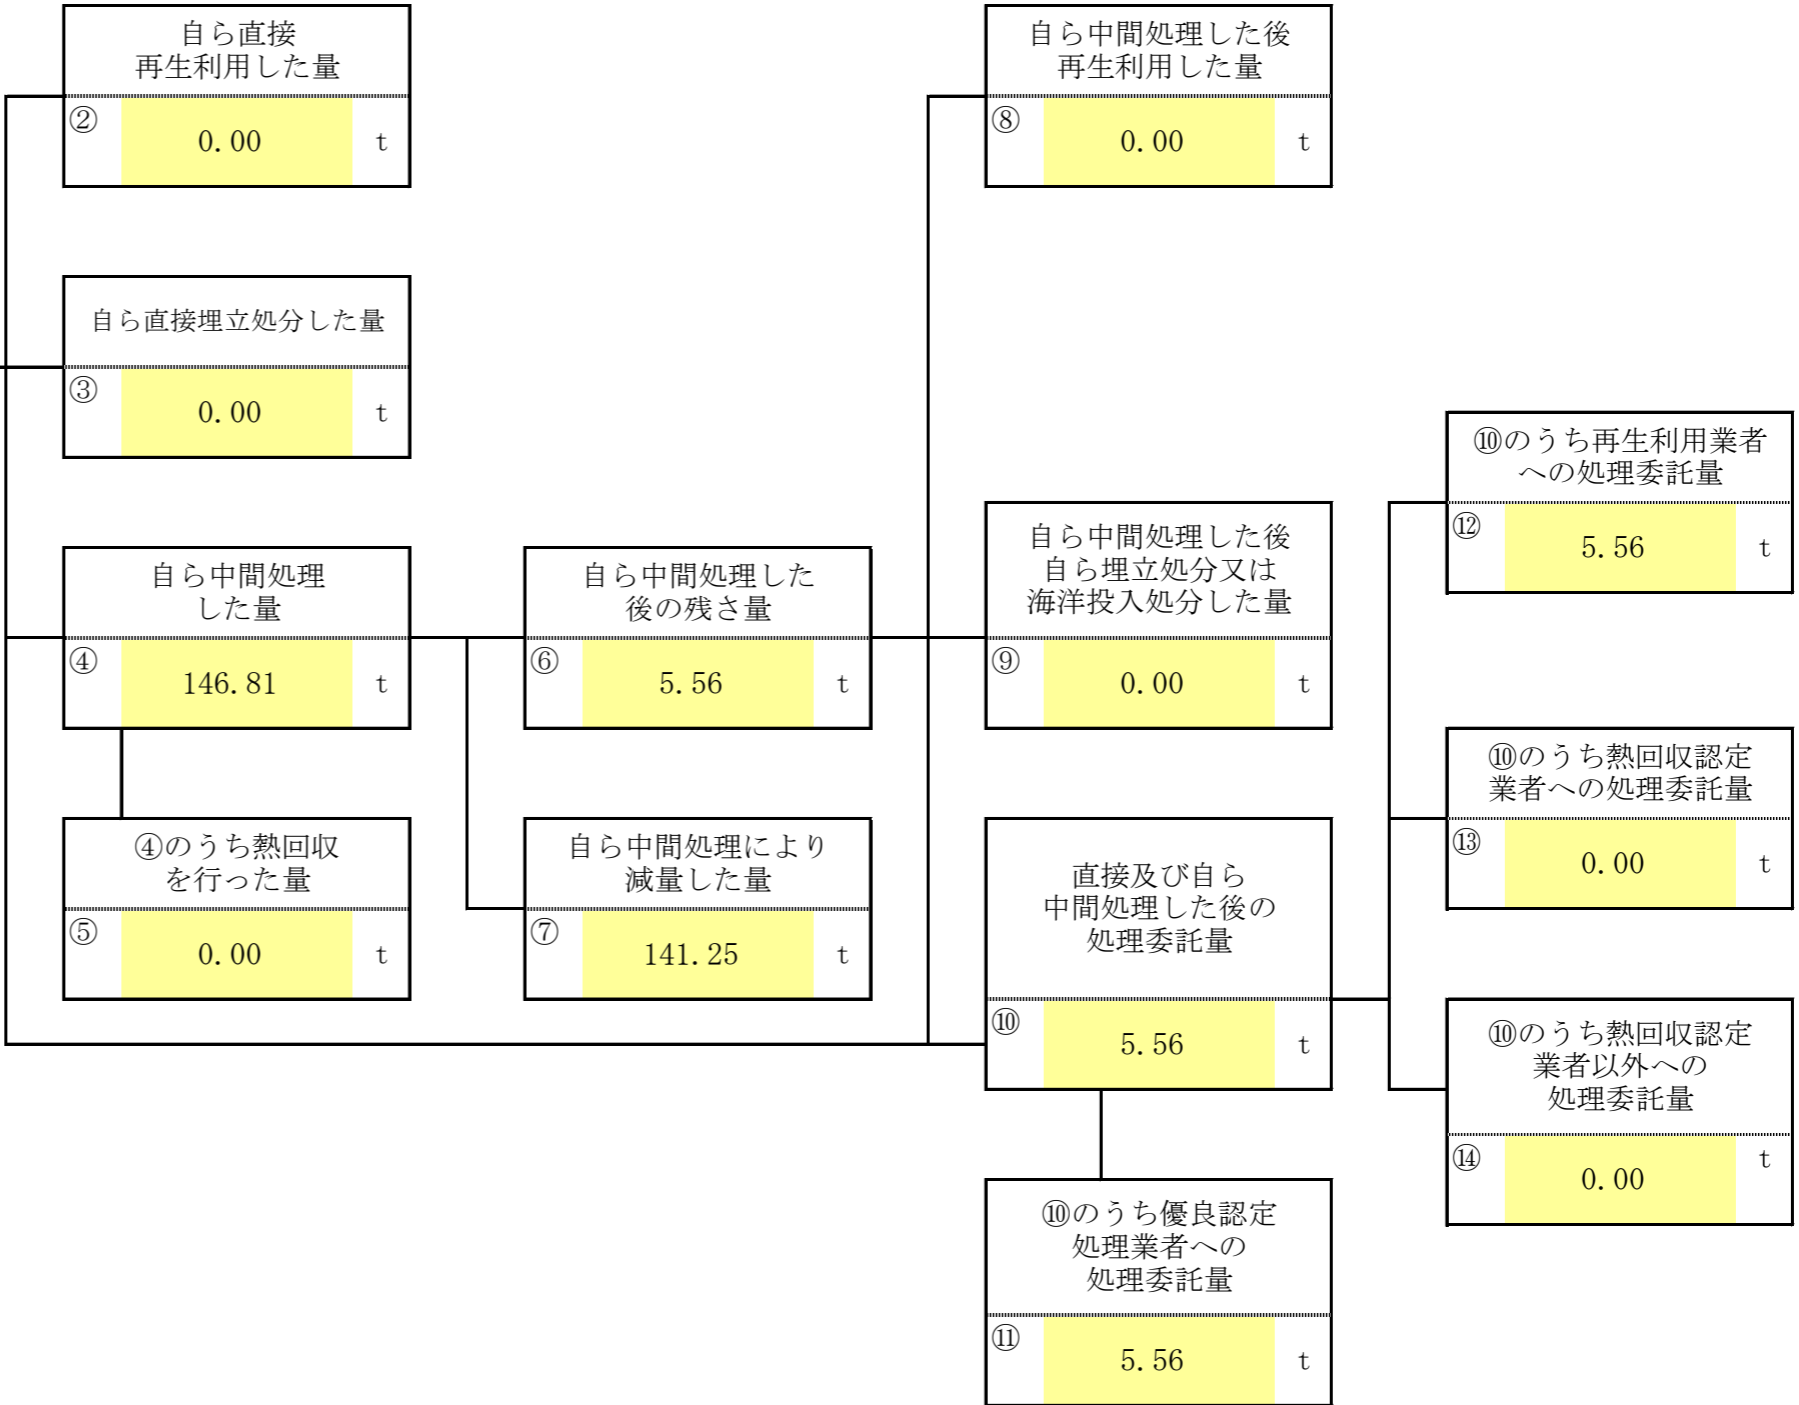 自ら直接
再生利用した量
②
0.00
t
自ら中間処理した後
再生利用した量
⑧
0.00
t
自ら直接埋立処分した量
③
0.00
t
⑩のうち再生利用業者
への処理委託量
⑫
5.56
t
自ら中間処理
した量
④
146.81
t
自ら中間処理した
後の残さ量
⑥
5.56
t
自ら中間処理した後
自ら埋立処分又は
海洋投入処分した量
⑨
0.00
t
⑩のうち熱回収認定
業者への処理委託量
⑬
0.00
t
④のうち熱回収
を行った量
⑤
0.00
t
自ら中間処理により
減量した量
⑦
141.25
t
直接及び自ら
中間処理した後の
処理委託量
⑩
5.56
t
⑩のうち熱回収認定
業者以外への
処理委託量
⑭
0.00
t
⑩のうち優良認定
処理業者への
処理委託量
⑪
5.56
t